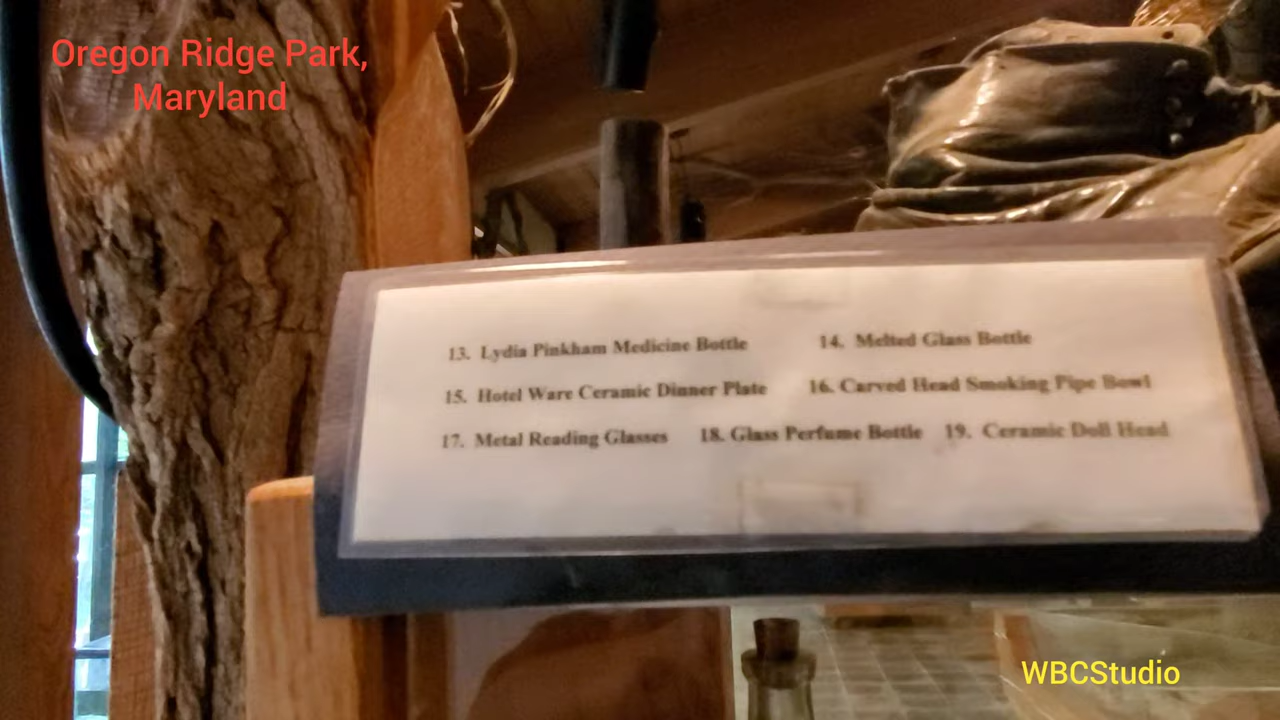 Oregon Ridge Park,
Maryland
13. Lydia Pinkham Medicine Bottle 14. Melted Glass Bottle
15. Hotel Ware Ceramic Dinner Plate 16. Carved Head Smoking Pipe Bowl
17. Metal Reading Glasses 18. Glass Perfume Bottle 19. Ceramic Doll Head
WBCStudio